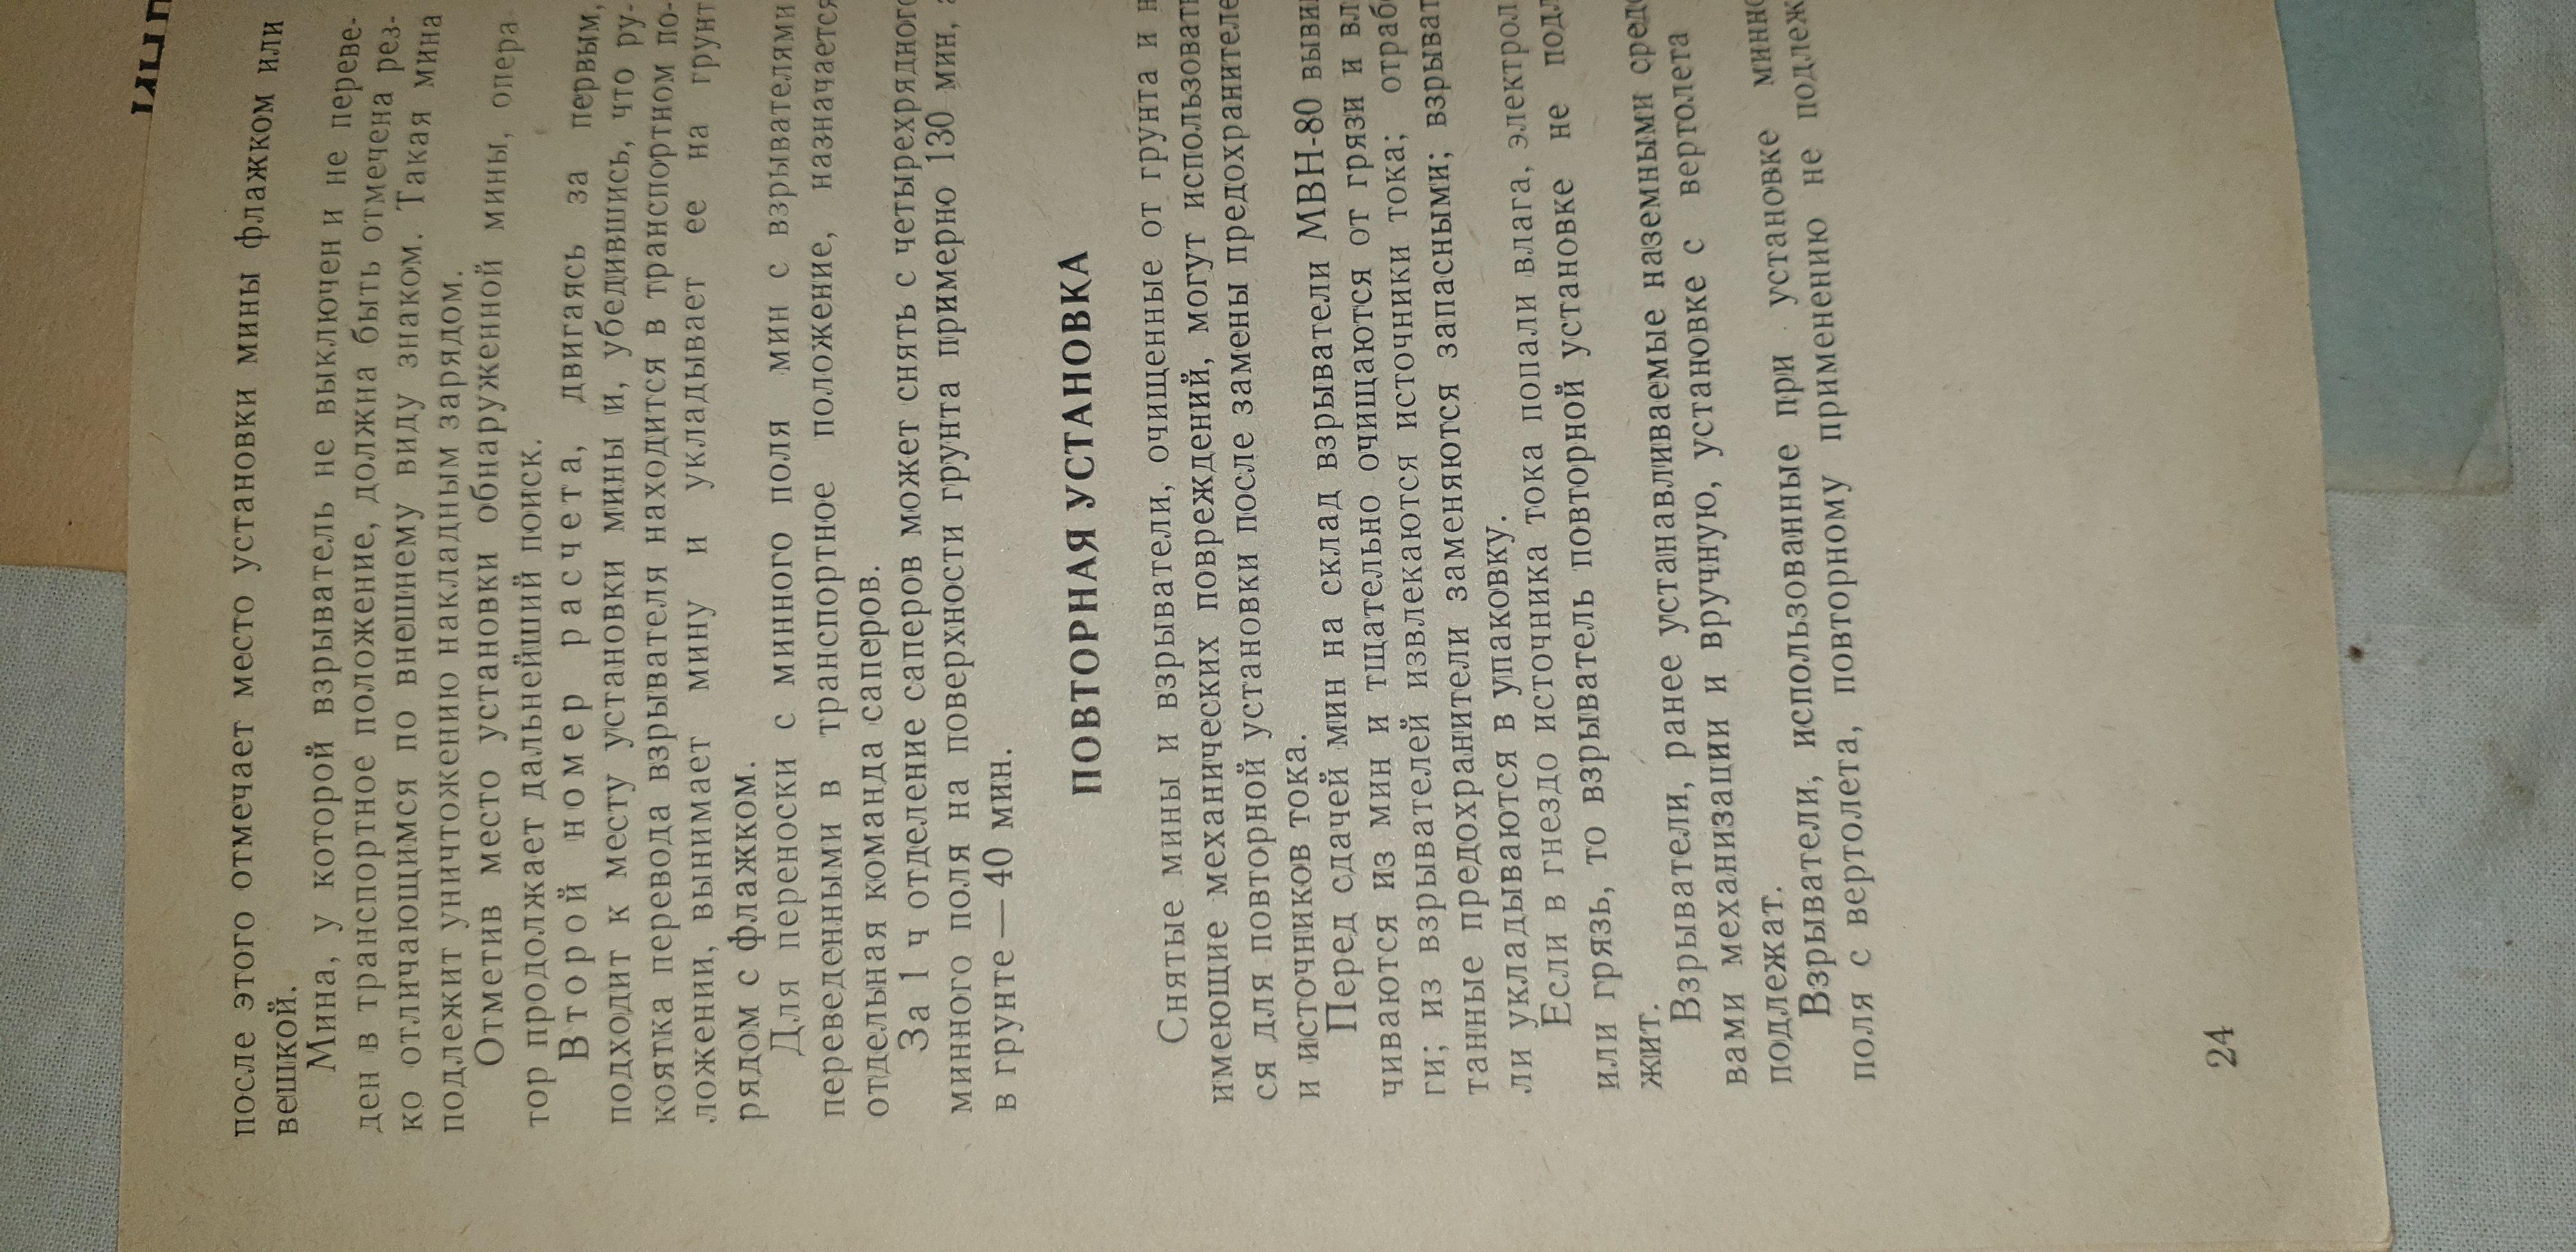 после этого отмечает место установки мины флажком или
вешкой.
Мина, у которой взрыватель не выключен и не переве-
ден в транспортное положение, должна быть отмечена рез-
ко отличающимся по внешнему виду знаком. Такая мина
подлежит уничтожению накладным зарядом.
Отметив место установки обнаруженной мины, опера
тор продолжает дальнейший поиск.
Второй номер расчета, двигаясь за первым,
подходит к месту установки мины и, убедившись, что ру-
коятка перевода взрывателя находится в транспортном по-
ложении, вынимает мину и укладывает ее на грунт
рядом с флажком.
Для переноски с минного поля мин с взрывателями
переведенными в транспортное положение, назначается
отдельная команда саперов.
За 1 ч отделение саперов может снять с четырехрядного
минного поля на поверхности грунта примерно 130 мин, а
в грунте — 40 мин.
ПОВТОРНАЯ УСТАНОВКА
Снятые мины и взрыватели, очищенные от грунта и н
имеющие механических повреждений, могут использоват
ся для повторной установки после замены предохраните
и источников тока.
Перед сдачей мин на склад взрыватели МВН-80 выви
чиваются из мин и тщательно очищаются от грязи и вл
ги; из взрывателей извлекаются источники тока; отраб
танные предохранители заменяются запасными; взрыват
ли укладываются в упаковку.
Если в гнездо источника тока попали влага, электрол
или грязь, то взрыватель повторной установке не подл
жит.
Взрыватели, ранее устанавливаемые наземными сред
вами механизации и вручную, установке с вертолета
подлежат.
Взрыватели, использованные при установке минн
поля с вертолета, повторному применению не подлеж
24